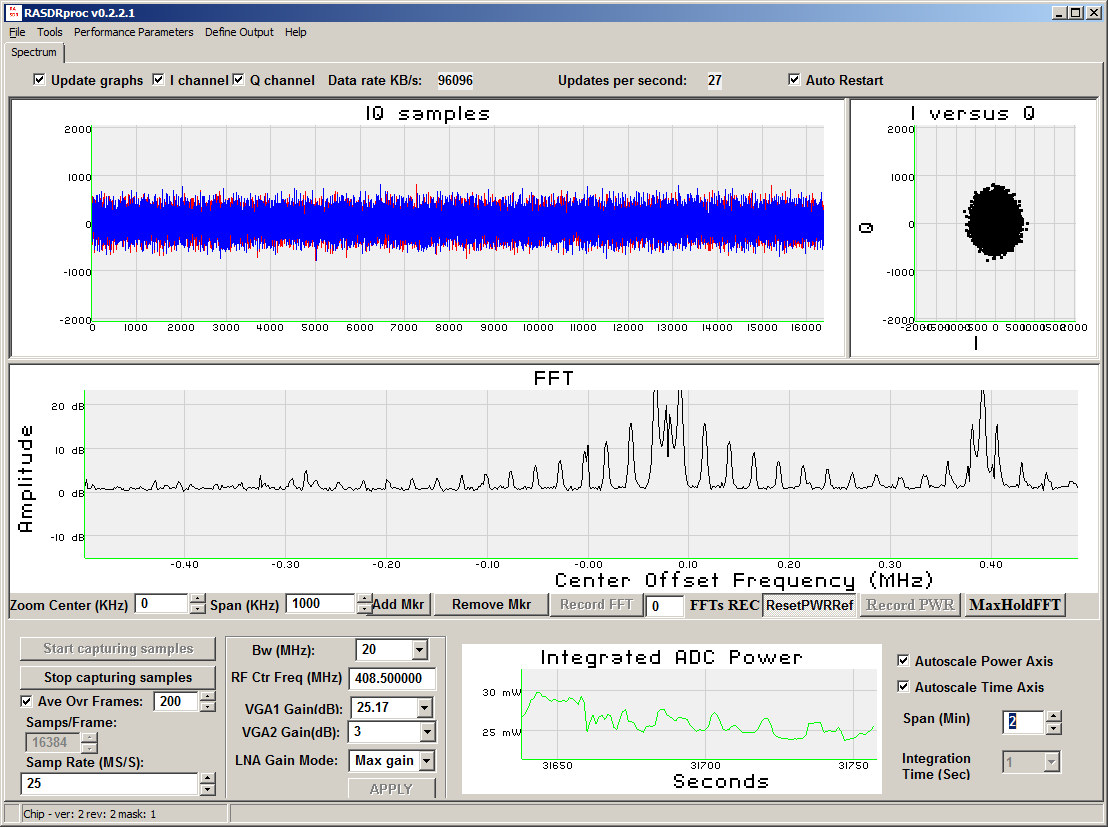 RASDRproc v0.2.2.1
File Tools Performance Parameters Define Output Help
Spectrum
Update graphs I channel Q channel Data rate KB/s: 96096 Updates per second: 27 Auto Restart
IQ samples
2000
1000
0
-1000
-2000
0 1000 2000 3000 4000 5000 6000 7000 8000 9000 10000 11000 12000 13000 14000 15000 16000
I versus Q
Q
2000
1000
0
-1000
-2000
-2000-1500-1000-500 0 500 1000 1500 2000
I
FFT
Amplitude
20 dB
10 dB
0 dB
-10 dB
-0.40 -0.30 -0.20 -0.10 -0.00 0.10 0.20 0.30 0.40
Center Offset Frequency (MHz)
Zoom Center (KHz) 0 Span (KHz) 1000 Add Mkr Remove Mkr Record FFT 0 FFTs REC ResetPWRRef Record PWR MaxHoldFFT
Start capturing samples
Stop capturing samples
Ave Ovr Frames: 200
Samps/Frame:
16384
Samp Rate (MS/S):
25
Bw (MHz): 20
RF Ctr Freq (MHz) 408.500000
VGA1 Gain(dB): 25.17
VGA2 Gain(dB): 3
LNA Gain Mode: Max gain
APPLY
Integrated ADC Power
30 mW
25 mW
31650 31700 31750
Seconds
Autoscale Power Axis
Autoscale Time Axis
Span (Min) 2
Integration
Time (Sec) 1
Chip - ver: 2 rev: 2 mask: 1